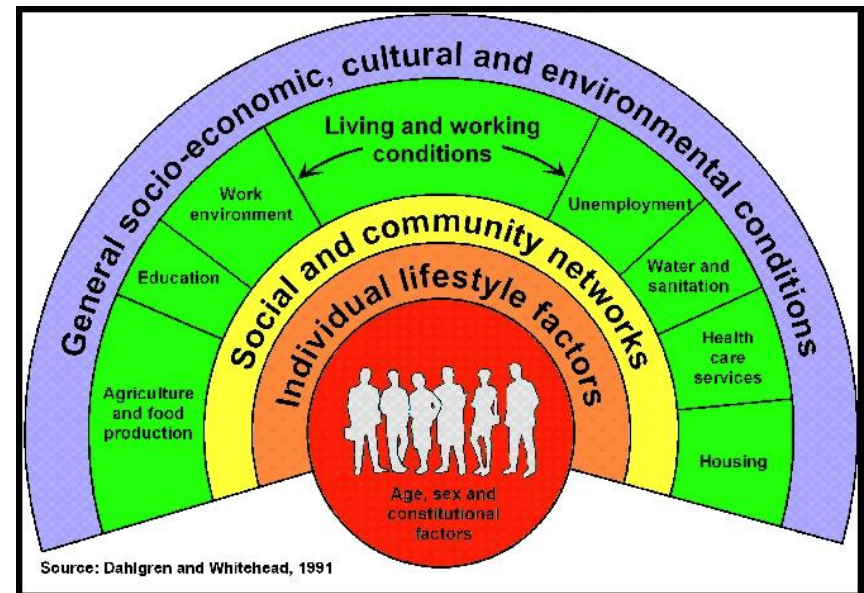 General socio-economic, cultural and environmental conditions
Living and working
conditions
Work
environment
Unemployment
Education
Water and
sanitation
Agriculture
and food
production
Health
care
services
Housing
Social and community networks
Individual lifestyle factors
Age, sex and
constitutional
factors
Source: Dahlgren and Whitehead, 1991